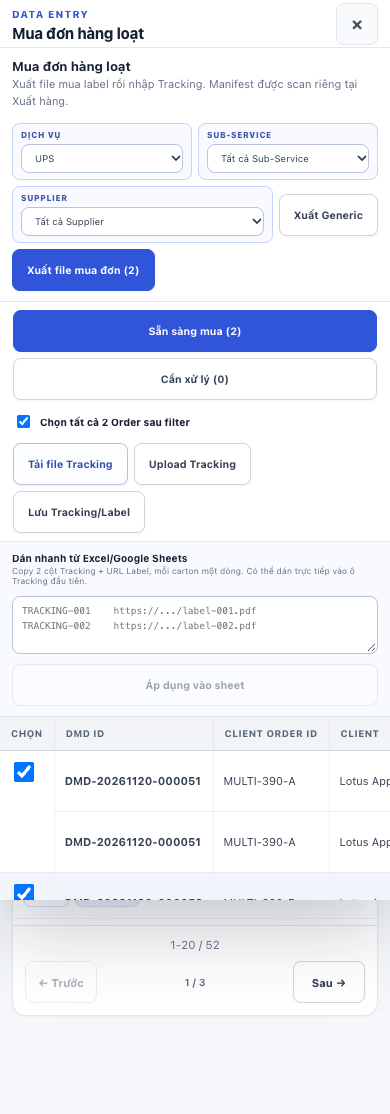 DATA ENTRY
Mua đơn hàng loạt
×
Mua đơn hàng loạt
Xuất file mua label rồi nhập Tracking. Manifest được scan riêng tại
Xuất hàng.
DỊCH VỤ
SUB-SERVICE
UPS
Tất cả Sub-Service
SUPPLIER
Tất cả Supplier
Xuất Generic
Xuất file mua đơn (2)
Sẵn sàng mua (2)
Cần xử lý (0)
Chọn tất cả 2 Order sau filter
Tải file Tracking
Upload Tracking
Lưu Tracking/Label
Dán nhanh từ Excel/Google Sheets
Copy 2 cột Tracking + URL Label, mỗi carton một dòng. Có thể dán trực tiếp vào ô
Tracking đầu tiên.
TRACKING-001 https://.../label-001.pdf
TRACKING-002 https://.../label-002.pdf
Áp dụng vào sheet
CHỌN DMD ID CLIENT ORDER ID CLIENT
DMD-20261120-000051 MULTI-390-A Lotus App
DMD-20261120-000051 MULTI-390-A Lotus App
1-20 / 52
← Trước
1 / 3
Sau →